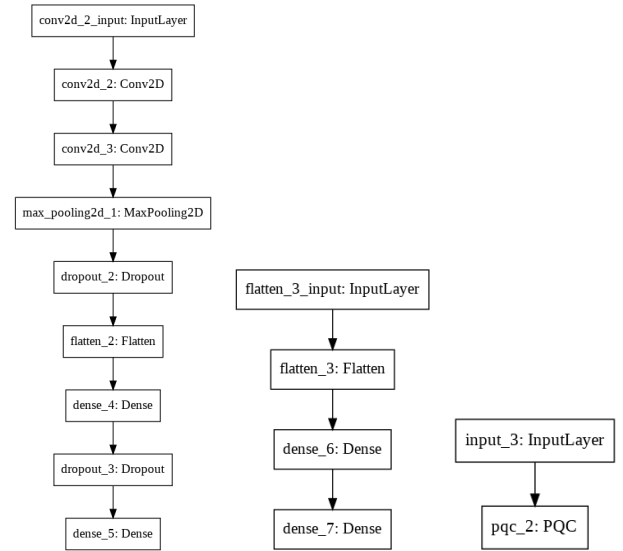 conv2d_2_input: InputLayer
conv2d_2: Conv2D
conv2d_3: Conv2D
max_pooling2d_1: MaxPooling2D
dropout_2: Dropout
flatten_2: Flatten
dense_4: Dense
dropout_3: Dropout
dense_5: Dense
flatten_3_input: InputLayer
flatten_3: Flatten
dense_6: Dense
dense_7: Dense
input_3: InputLayer
pqc_2: PQC